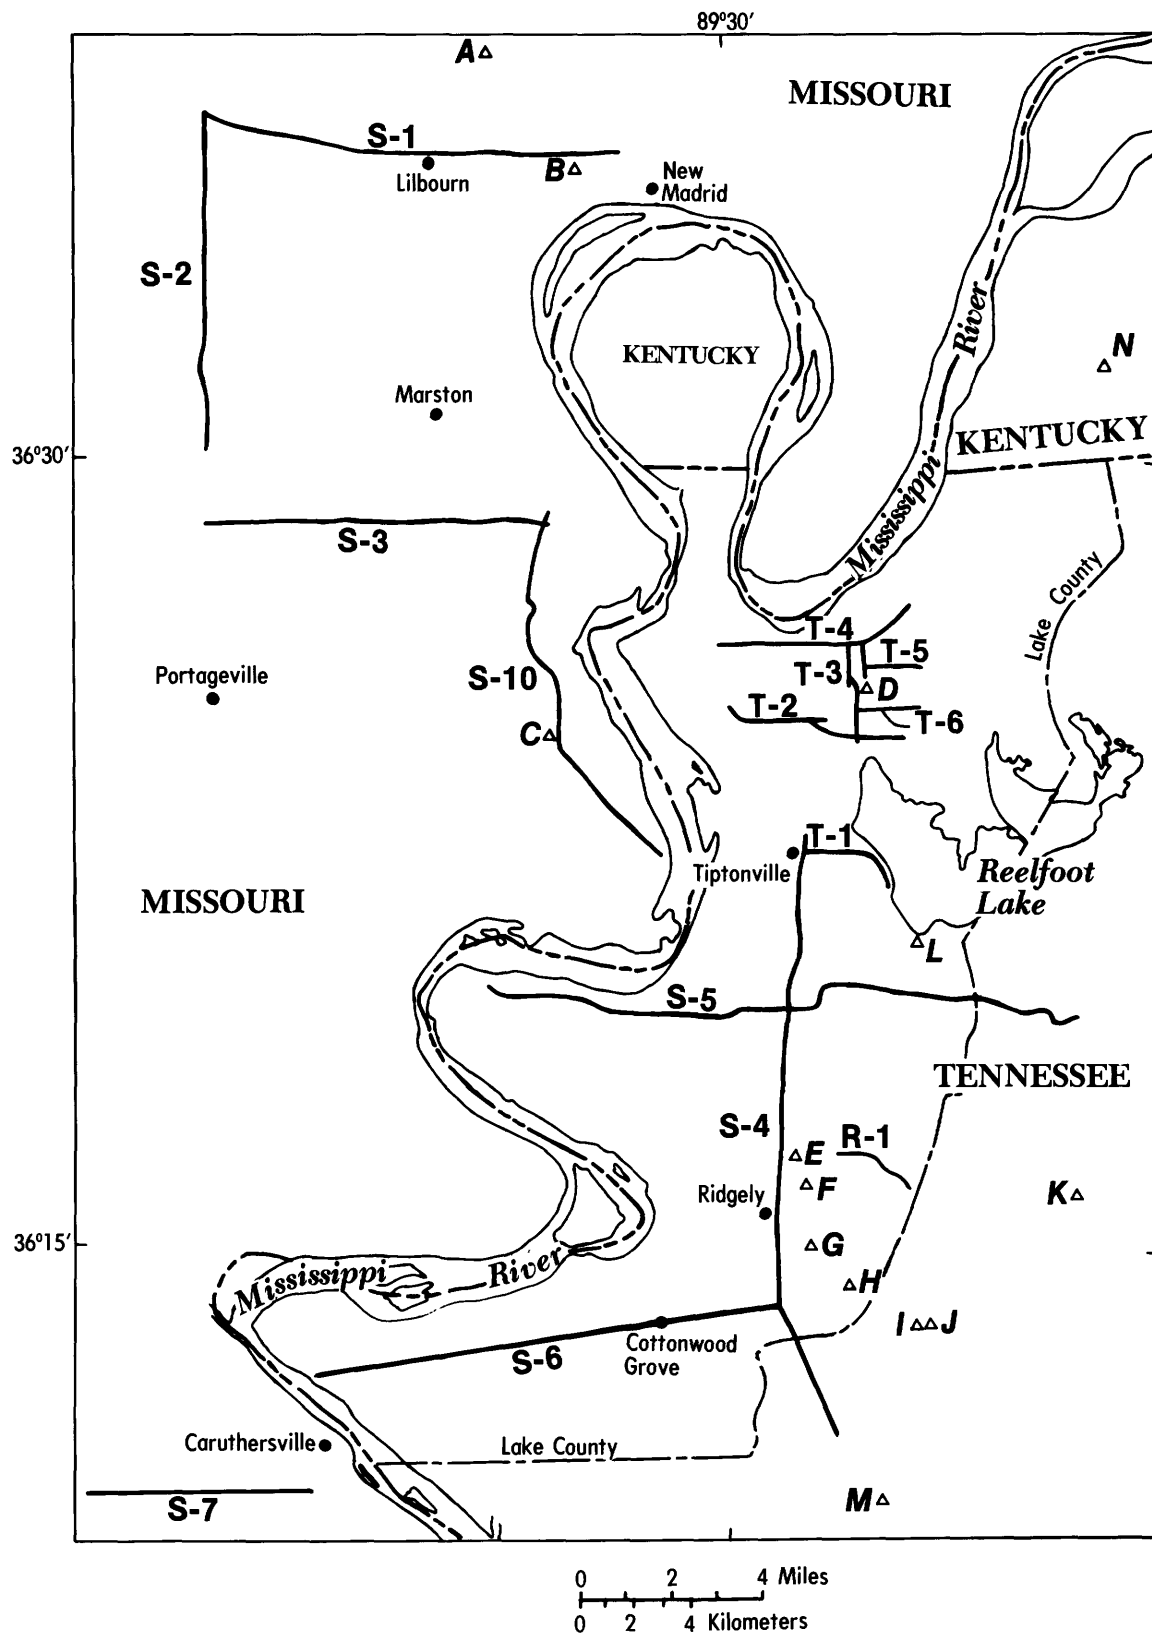 89°30′
A
MISSOURI
S-1
B
Lilbourn
New
Madrid
S-2
River
KENTUCKY
N
Marston
KENTUCKY
36°30′
Mississippi
S-3
Lake County
T-4
T-5
T-3
S-10
D
Portageville
T-2
T-6
C
T-1
Tiptonville
Reelfoot
Lake
MISSOURI
L
S-5
TENNESSEE
S-4
R-1
E
F
K
Ridgely
36°15′
G
Mississippi River
H
I J
Cottonwood
Grove
S-6
Caruthersville
Lake County
M
S-7
0 2 4 Miles
0 2 4 Kilometers